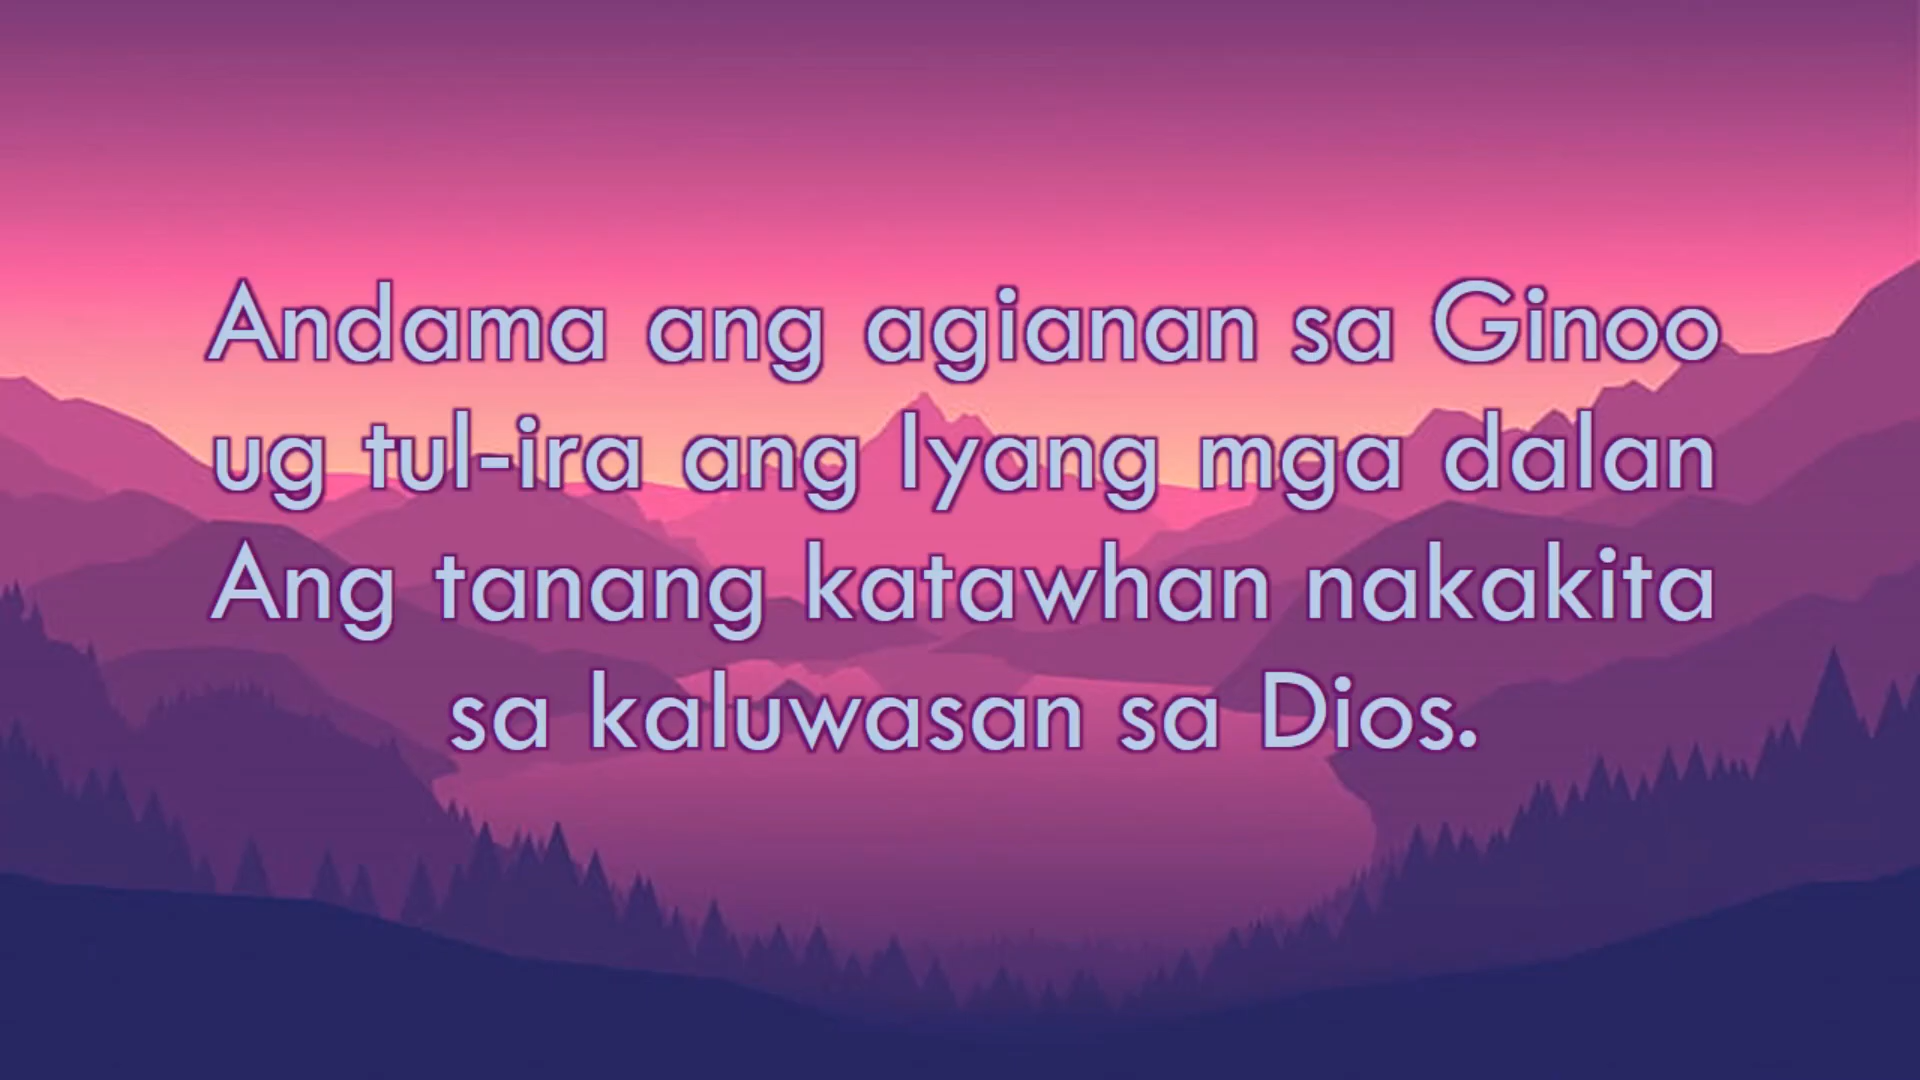 Andama ang agianan sa Ginoo
ug tul-ira ang Iyang mga dalan
Ang tanang katawhan nakakita
sa kaluwasan sa Dios.